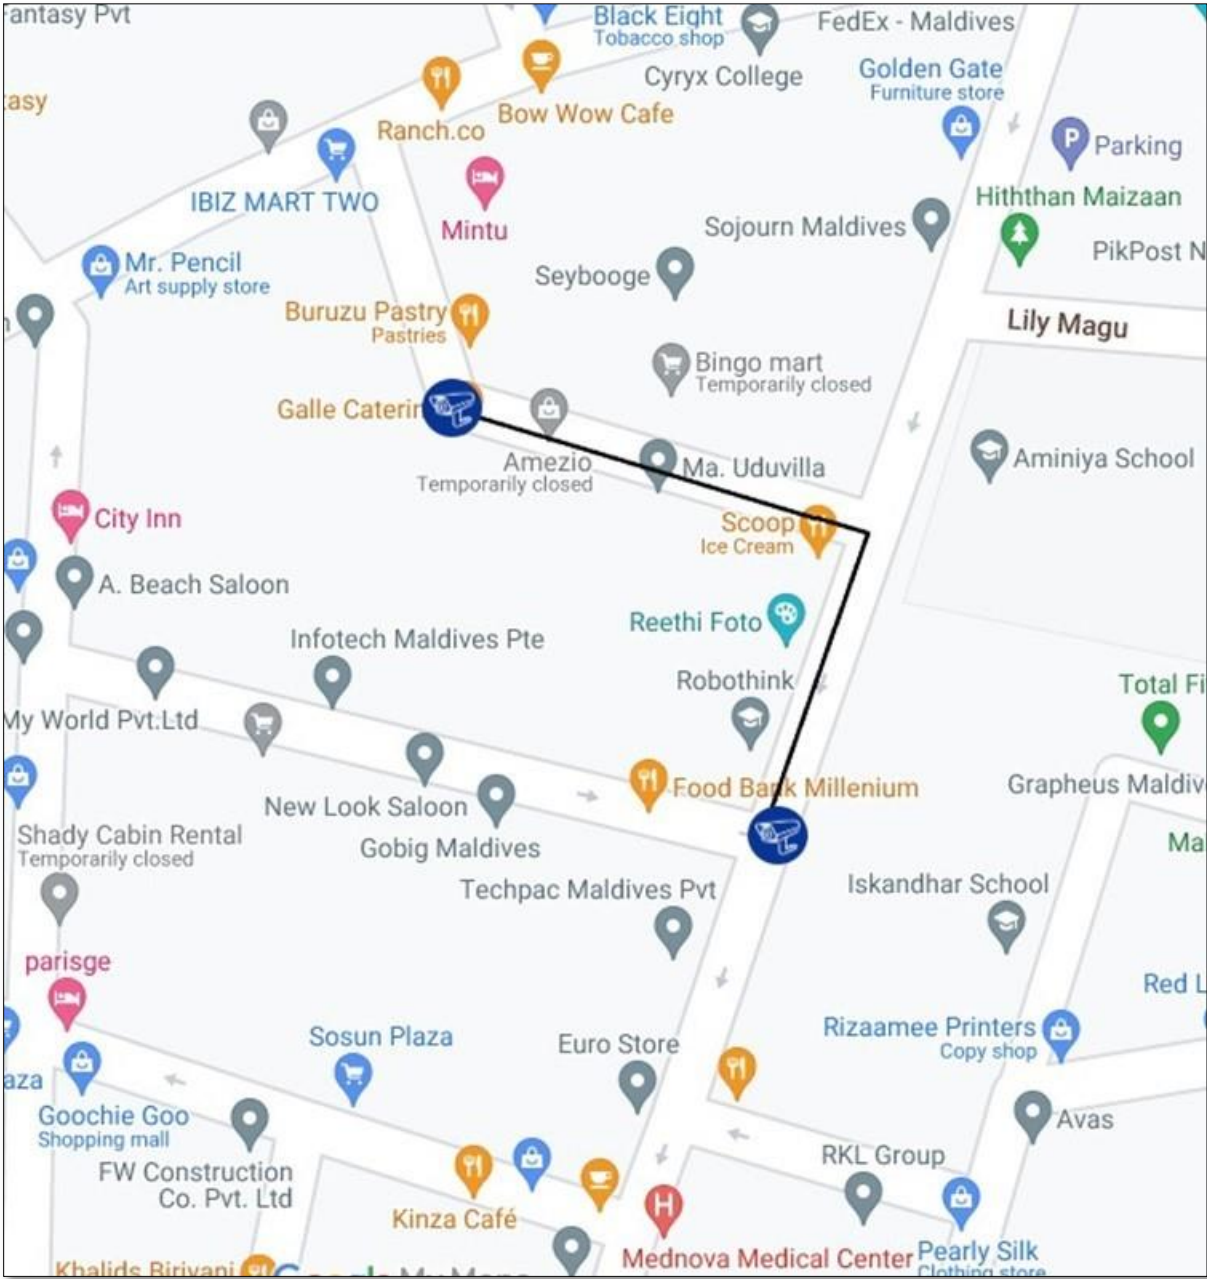 antasy Pvt
Black Eight
Tobacco shop
FedEx - Maldives
Cyryx College
Golden Gate
Furniture store
asy
Ranch.co
Bow Wow Cafe
P
Parking
IBIZ MART TWO
Mintu
Hiththan Maizaan
Sojourn Maldives
PikPost N
Mr. Pencil
Art supply store
Seybooge
Buruzu Pastry
Pastries
Lily Magu
Bingo mart
Temporarily closed
Galle Caterin
Amezio
Temporarily closed
Ma. Uduvilla
Aminiya School
City Inn
Scoop
Ice Cream
A. Beach Saloon
Reethi Foto
Infotech Maldives Pte
Robothink
Total Fi
My World Pvt.Ltd
Food Bank Millenium
Grapheus Maldiv
New Look Saloon
Shady Cabin Rental
Temporarily closed
Gobig Maldives
Ma
Techpac Maldives Pvt
Iskandhar School
parisge
Red L
Rizaamee Printers
Copy shop
Sosun Plaza
Euro Store
aza
Goochie Goo
Shopping mall
Avas
FW Construction
Co. Pvt. Ltd
RKL Group
Kinza Café
H
Mednova Medical Center
Pearly Silk
Clothing store
Khalids Biriyani
Google My Maps